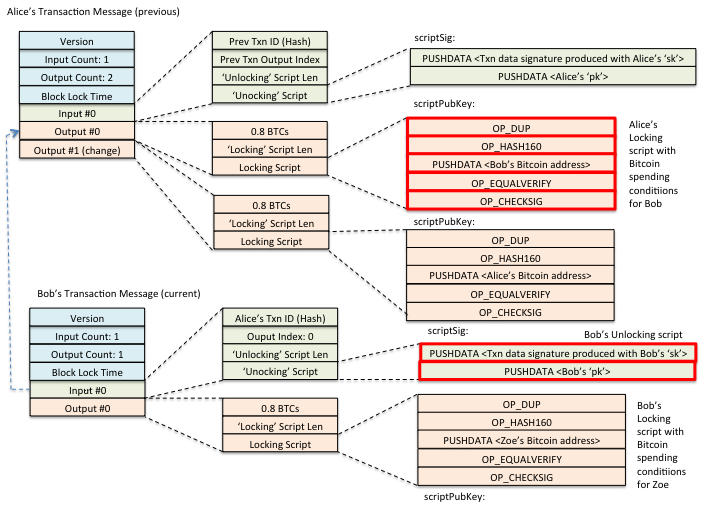 Alice's Transaction Message (previous)
Version
Input Count: 1
Output Count: 2
Block Lock Time
Input #0
Output #0
Output #1 (change)
Prev Txn ID (Hash)
Prev Txn Output Index
'Unlocking' Script Len
'Unocking' Script
scriptSig:
PUSHDATA <Txn data signature produced with Alice's 'sk'>
PUSHDATA <Alice's 'pk'>
0.8 BTCs
'Locking' Script Len
Locking Script
scriptPubKey:
OP_DUP
OP_HASH160
PUSHDATA <Bob's Bitcoin address>
OP_EQUALVERIFY
OP_CHECKSIG
Alice's
Locking
script with
Bitcoin
spending
conditiions
for Bob
0.8 BTCs
'Locking' Script Len
Locking Script
scriptPubKey:
OP_DUP
OP_HASH160
PUSHDATA <Alice's Bitcoin address>
OP_EQUALVERIFY
OP_CHECKSIG
Bob's Transaction Message (current)
Version
Input Count: 1
Output Count: 1
Block Lock Time
Input #0
Output #0
Alice's Txn ID (Hash)
Ouput Index: 0
'Unlocking' Script Len
'Unocking' Script
scriptSig:
Bob's Unlocking script
PUSHDATA <Txn data signature produced with Bob's 'sk'>
PUSHDATA <Bob's 'pk'>
0.8 BTCs
'Locking' Script Len
Locking Script
OP_DUP
OP_HASH160
PUSHDATA <Zoe's Bitcoin address>
OP_EQUALVERIFY
OP_CHECKSIG
scriptPubKey:
Bob's
Locking
script with
Bitcoin
spending
conditiions
for Zoe